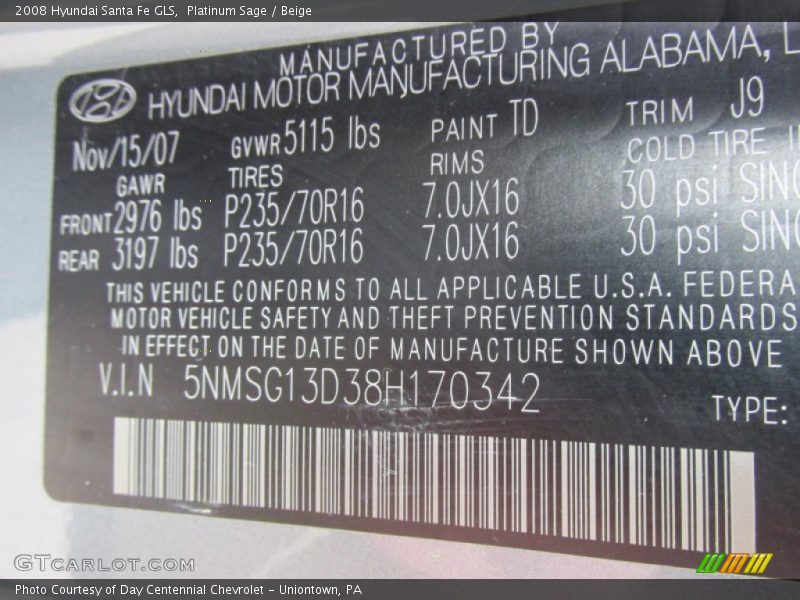 2008 Hyundai Santa Fe GLS,  Platinum Sage / Beige
MANUFACTURED BY
HYUNDAI MOTOR MANUFACTURING ALABAMA, L
Nov/15/07 GVWR 5115 lbs PAINT TD TRIM J9
GAWR TIRES RIMS COLD TIRE
FRONT 2976 lbs P235/70R16 7.0JX16 30 psi SING
REAR 3197 lbs P235/70R16 7.0JX16 30 psi SING
THIS VEHICLE CONFORMS TO ALL APPLICABLE U.S.A. FEDERA
MOTOR VEHICLE SAFETY AND THEFT PREVENTION STANDARDS
IN EFFECT ON THE DATE OF MANUFACTURE SHOWN ABOVE
V.I.N 5NMSG13D38H170342
TYPE:
GTCARLOT.COM
Photo Courtesy of Day Centennial Chevrolet - Uniontown, PA